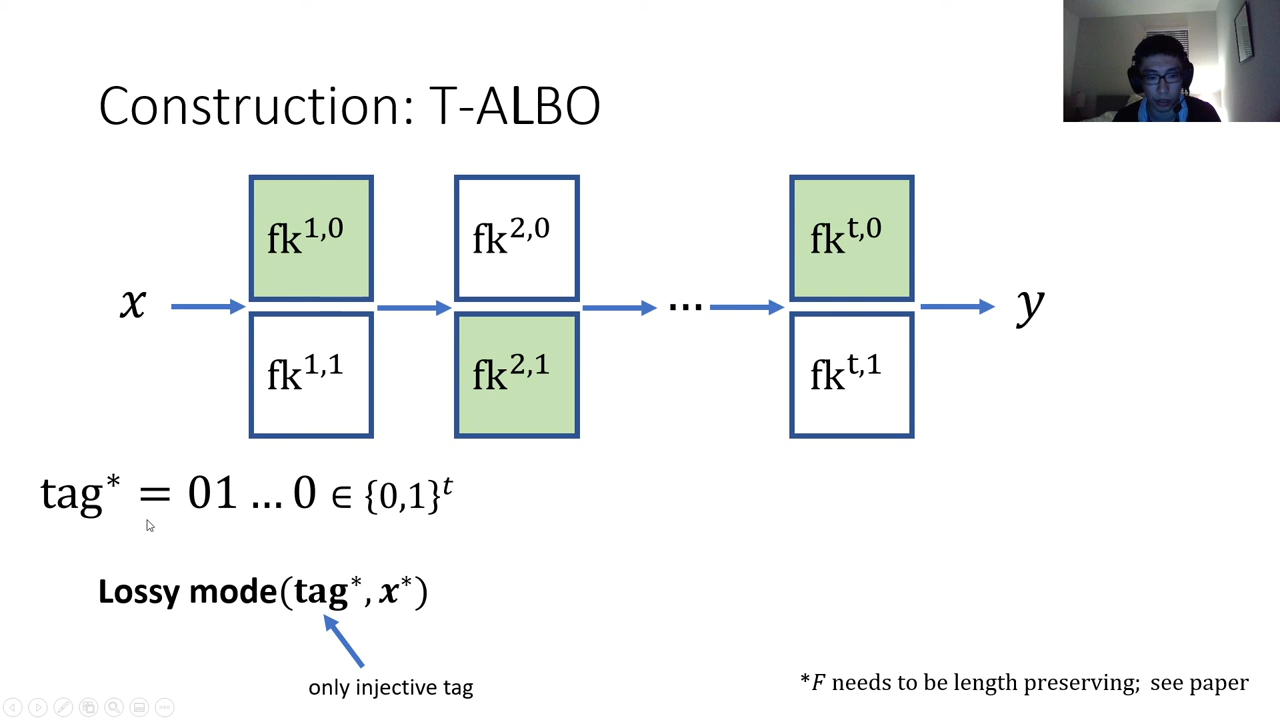 Construction: T-ALBO
fk^{1,0} fk^{2,0} fk^{t,0}
x ... y
fk^{1,1} fk^{2,1} fk^{t,1}
tag* = 01 … 0 ∈ {0,1}^t
Lossy mode(tag*, x*)
only injective tag
*F needs to be length preserving; see paper